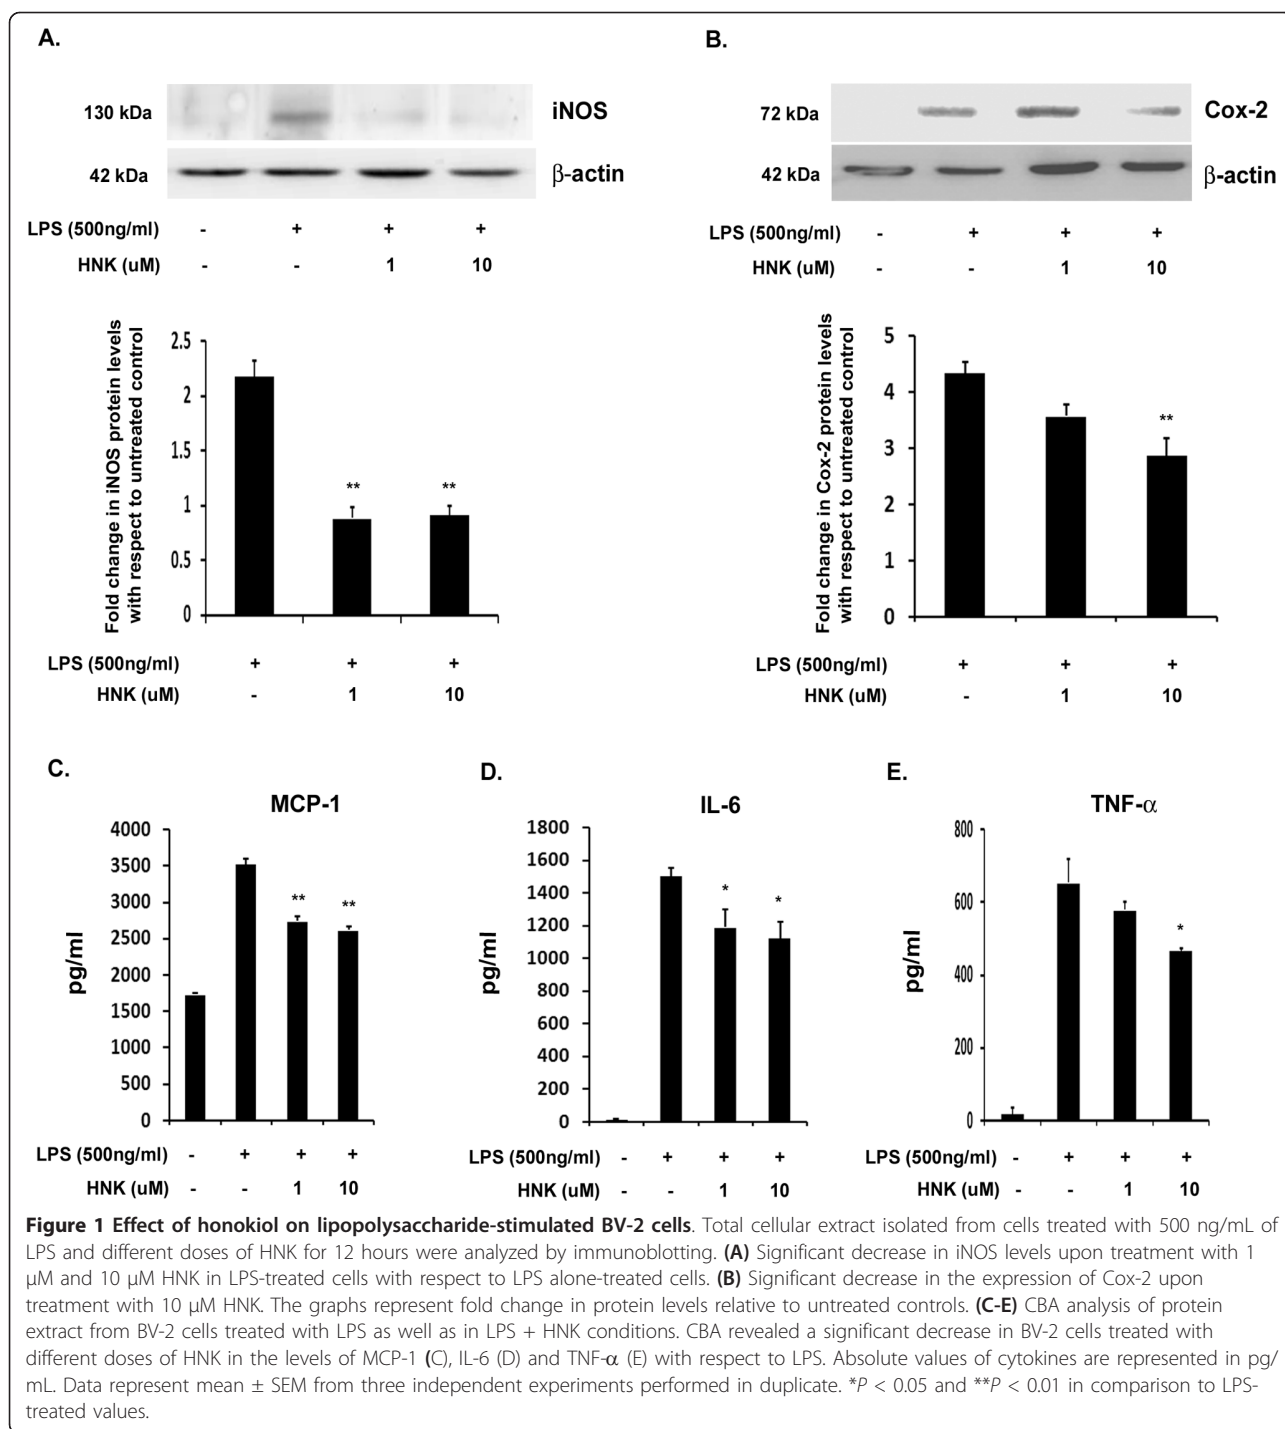 A.
130 kDa
iNOS
42 kDa
β-actin
LPS (500ng/ml) - + + +
HNK (uM) - - 1 10
Fold change in iNOS protein levels
with respect to untreated control
2.5
2
1.5
1
0.5
0
**
**
LPS (500ng/ml) + + +
HNK (uM) - 1 10
B.
72 kDa
Cox-2
42 kDa
β-actin
LPS (500ng/ml) - + + +
HNK (uM) - - 1 10
Fold change in Cox-2 protein levels
with respect to untreated control
5
4
3
2
1
0
**
LPS (500ng/ml) + + +
HNK (uM) - 1 10
C.
MCP-1
pg/ml
4000
3500
3000
2500
2000
1500
1000
500
0
**
**
LPS (500ng/ml) - + + +
HNK (uM) - - 1 10
D.
IL-6
pg/ml
1800
1600
1400
1200
1000
800
600
400
200
0
*
*
LPS (500ng/ml) - + + +
HNK (uM) - - 1 10
E.
TNF-α
pg/ml
800
600
400
200
0
*
LPS (500ng/ml) - + + +
HNK (uM) - - 1 10
Figure 1 Effect of honokiol on lipopolysaccharide-stimulated BV-2 cells. Total cellular extract isolated from cells treated with 500 ng/mL of
LPS and different doses of HNK for 12 hours were analyzed by immunoblotting. (A) Significant decrease in iNOS levels upon treatment with 1
μM and 10 μM HNK in LPS-treated cells with respect to LPS alone-treated cells. (B) Significant decrease in the expression of Cox-2 upon
treatment with 10 μM HNK. The graphs represent fold change in protein levels relative to untreated controls. (C-E) CBA analysis of protein
extract from BV-2 cells treated with LPS as well as in LPS + HNK conditions. CBA revealed a significant decrease in BV-2 cells treated with
different doses of HNK in the levels of MCP-1 (C), IL-6 (D) and TNF-α (E) with respect to LPS. Absolute values of cytokines are represented in pg/
mL. Data represent mean ± SEM from three independent experiments performed in duplicate. *P < 0.05 and **P < 0.01 in comparison to LPS-
treated values.